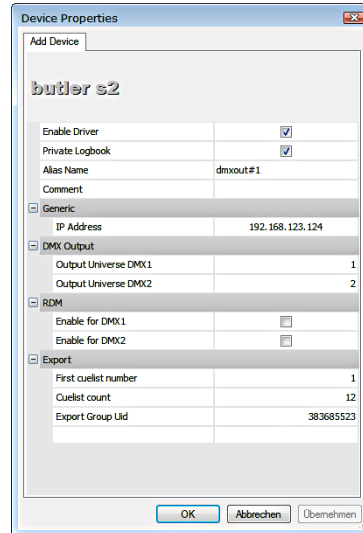 Device Properties
Add Device
butler s2
Enable Driver
Private Logbook
Alias Name dmxout#1
Comment
Generic
IP Address 192.168.123.124
DMX Output
Output Universe DMX1 1
Output Universe DMX2 2
RDM
Enable for DMX1
Enable for DMX2
Export
First cuelist number 1
Cuelist count 12
Export Group Uid 383685523
OK Abbrechen Übernehmen